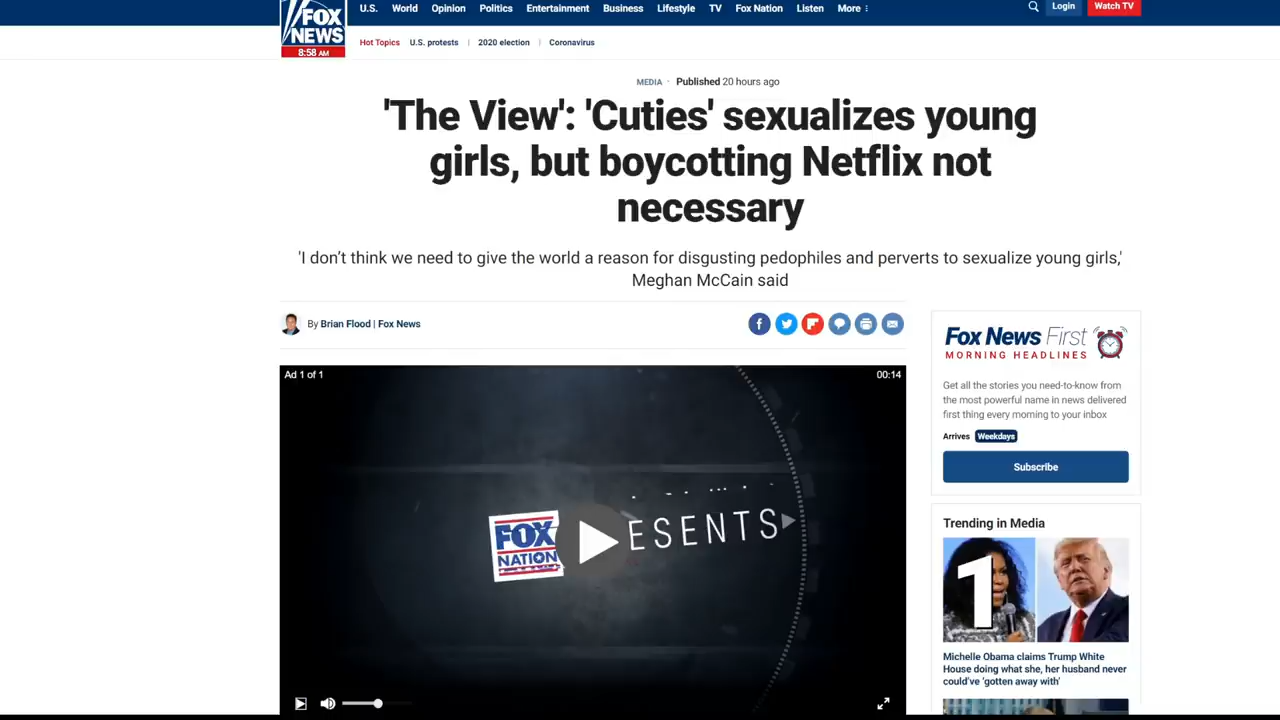 FOX
NEWS
8:58 AM
U.S. World Opinion Politics Entertainment Business Lifestyle TV Fox Nation Listen More
Login
Watch TV
Hot Topics U.S. protests | 2020 election | Coronavirus
MEDIA · Published 20 hours ago
'The View': 'Cuties' sexualizes young
girls, but boycotting Netflix not
necessary
'I don't think we need to give the world a reason for disgusting pedophiles and perverts to sexualize young girls,'
Meghan McCain said
By Brian Flood | Fox News
Ad 1 of 1
00:14
FOX
NATION
ESENTS
Fox News First
MORNING HEADLINES
Get all the stories you need-to-know from
the most powerful name in news delivered
first thing every morning to your inbox
Arrives Weekdays
Subscribe
Trending in Media
1
Michelle Obama claims Trump White
House doing what she, her husband never
could've 'gotten away with'